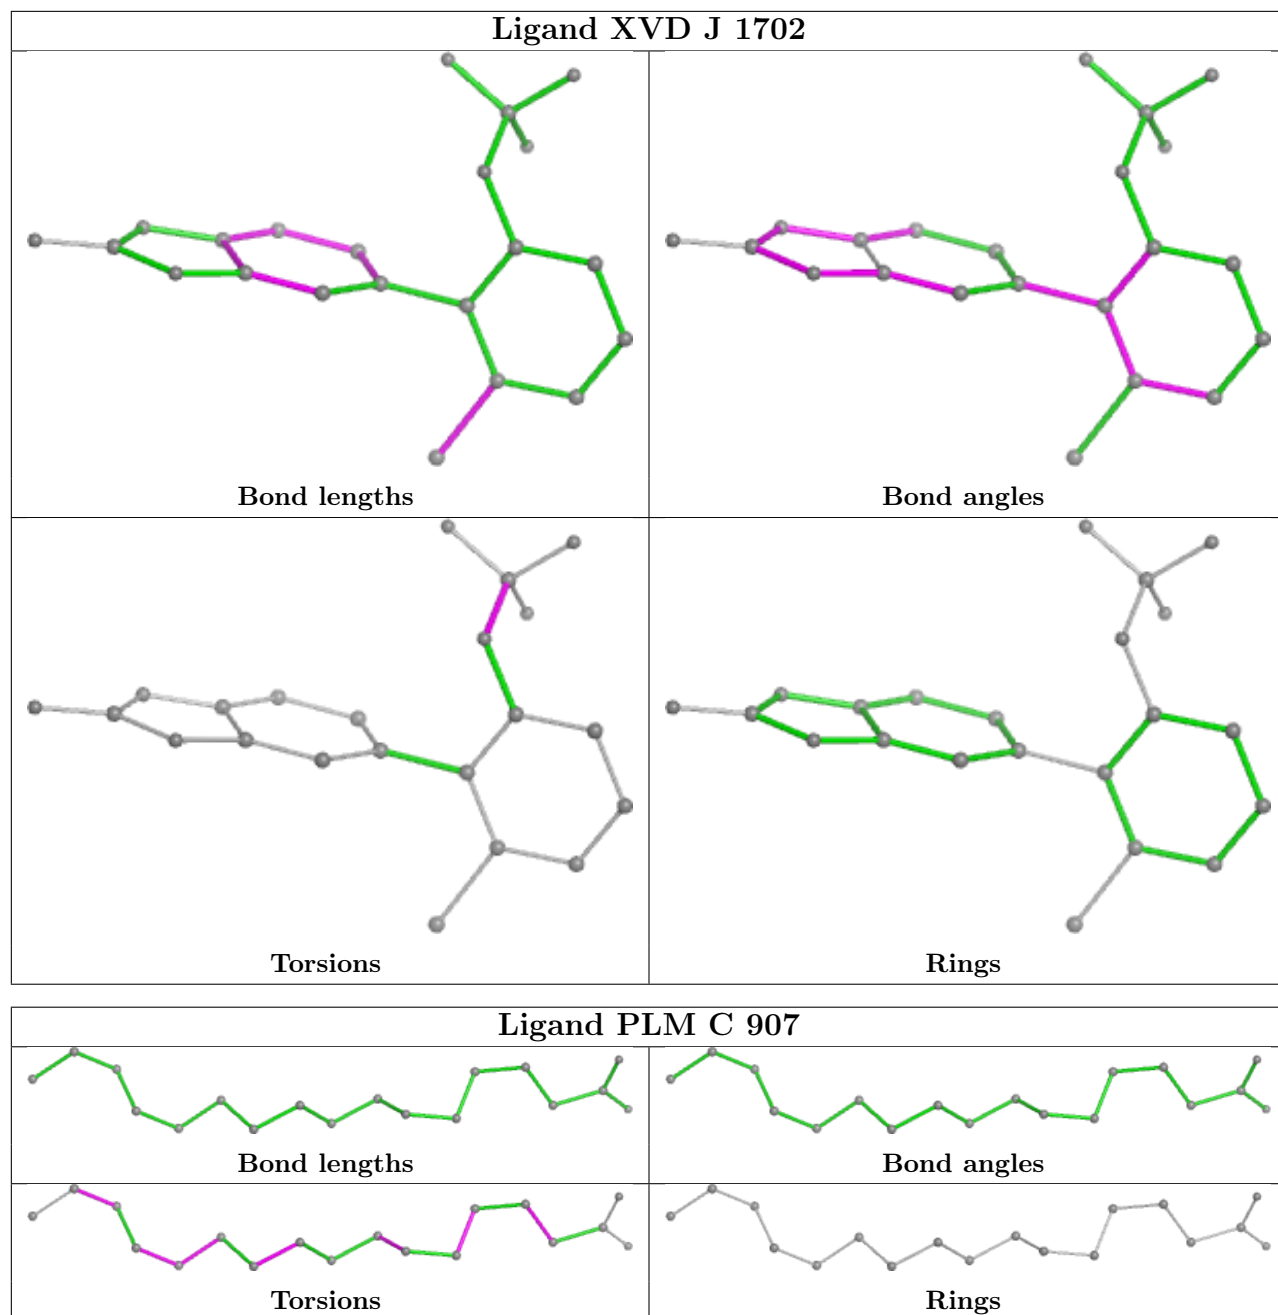 Ligand XVD J 1702
Bond lengths
Bond angles
Torsions
Rings
Ligand PLM C 907
Bond lengths
Bond angles
Torsions
Rings